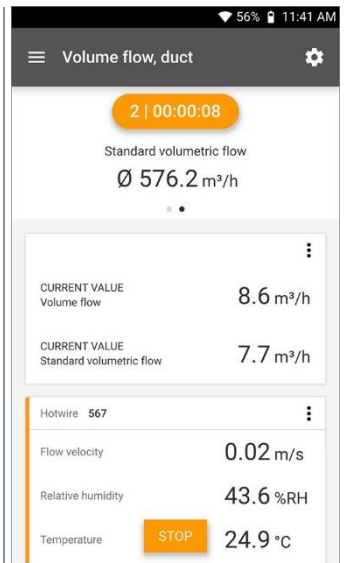 56% 11:41 AM
Volume flow, duct
2 | 00:00:08
Standard volumetric flow
Ø 576.2 m³/h
CURRENT VALUE
Volume flow 8.6 m³/h
CURRENT VALUE
Standard volumetric flow 7.7 m³/h
Hotwire 567
Flow velocity 0.02 m/s
Relative humidity 43.6 %RH
Temperature STOP 24.9 °C